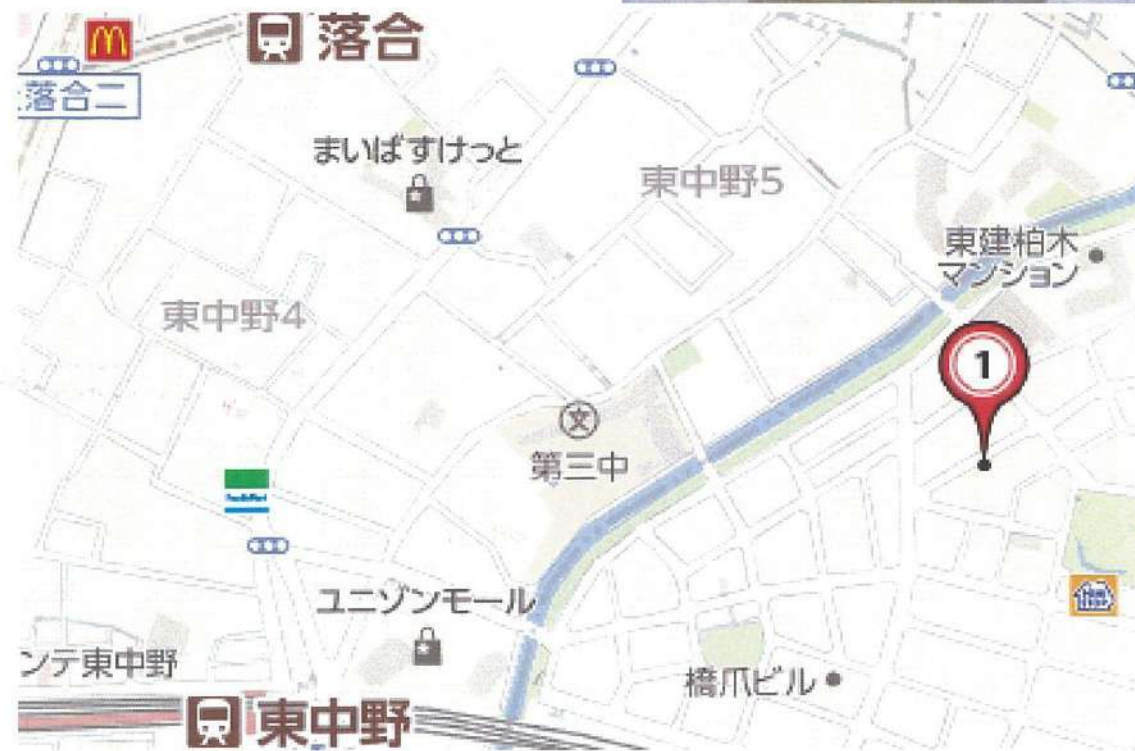 落合
落合二
まいばすけっと
東中野5
東建柏木
マンション
東中野4
1
文
第三中
FamilyMart
ユニゾンモール
ンテ東中野
橋爪ビル
東中野